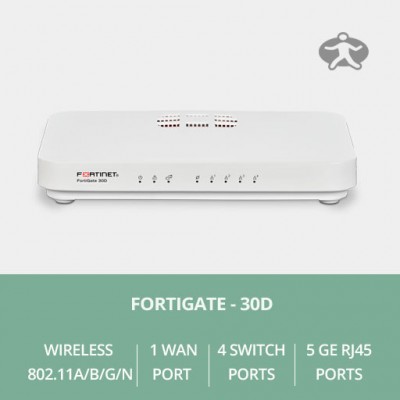 FORTINET
FortiGate 30D
FORTIGATE - 30D
WIRELESS
802.11A/B/G/N
1 WAN
PORT
4 SWITCH
PORTS
5 GE RJ45
PORTS